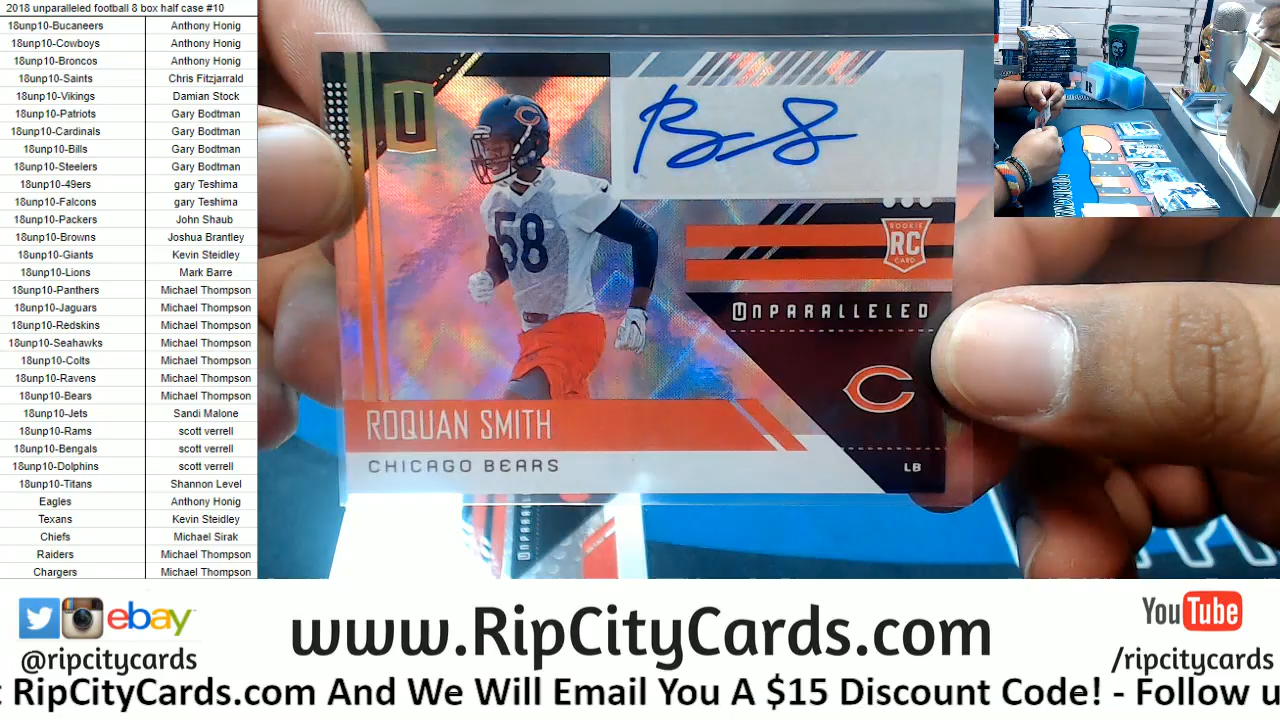 2018 unparalleled football 8 box half case #10
18unp10-Bucaneers Anthony Honig
18unp10-Cowboys Anthony Honig
18unp10-Broncos Anthony Honig
18unp10-Saints Chris Fitzjarrald
18unp10-Vikings Damian Stock
18unp10-Patriots Gary Bodtman
18unp10-Cardinals Gary Bodtman
18unp10-Bills Gary Bodtman
18unp10-Steelers Gary Bodtman
18unp10-49ers gary Teshima
18unp10-Falcons gary Teshima
18unp10-Packers John Shaub
18unp10-Browns Joshua Brantley
18unp10-Giants Kevin Steidley
18unp10-Lions Mark Barre
18unp10-Panthers Michael Thompson
18unp10-Jaguars Michael Thompson
18unp10-Redskins Michael Thompson
18unp10-Seahawks Michael Thompson
18unp10-Colts Michael Thompson
18unp10-Ravens Michael Thompson
18unp10-Bears Michael Thompson
18unp10-Jets Sandi Malone
18unp10-Rams scott verrell
18unp10-Bengals scott verrell
18unp10-Dolphins scott verrell
18unp10-Titans Shannon Level
Eagles Anthony Honig
Texans Kevin Steidley
Chiefs Michael Sirak
Raiders Michael Thompson
Chargers Michael Thompson
U
58
ROOKIE
RC
CARD
UNPARALLELED
C
ROQUAN SMITH
CHICAGO BEARS
LB
ebay
@ripcitycards
www.RipCityCards.com
YouTube
/ripcitycards
RipCityCards.com And We Will Email You A $15 Discount Code! - Follow u